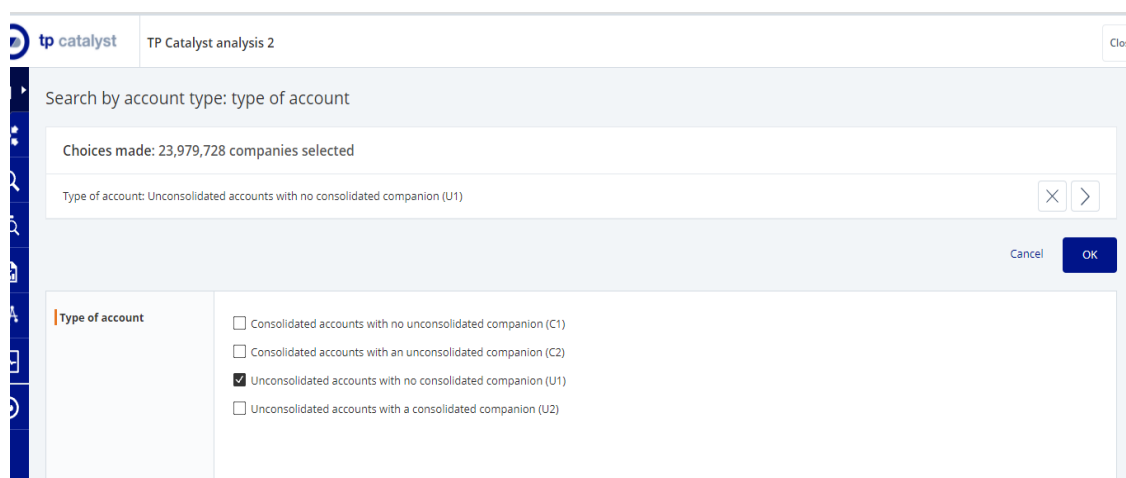 tp catalyst
TP Catalyst analysis 2
Clo
Search by account type: type of account
Choices made: 23,979,728 companies selected
Type of account: Unconsolidated accounts with no consolidated companion (U1)
Cancel
OK
Type of account
Consolidated accounts with no unconsolidated companion (C1)
Consolidated accounts with an unconsolidated companion (C2)
Unconsolidated accounts with no consolidated companion (U1)
Unconsolidated accounts with a consolidated companion (U2)